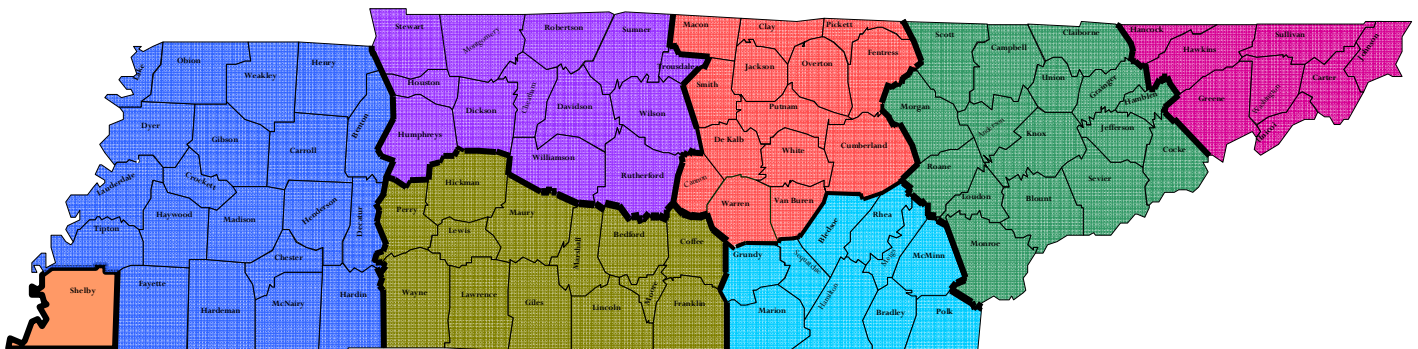 Lake
Obion
Weakley
Henry
Dyer
Gibson
Carroll
Benton
Lauderdale
Crockett
Haywood
Madison
Henderson
Decatur
Tipton
Chester
Shelby
Fayette
Hardeman
McNairy
Hardin
Stewart
Montgomery
Robertson
Sumner
Trousdale
Houston
Dickson
Cheatham
Davidson
Wilson
Humphreys
Williamson
Rutherford
Hickman
Perry
Maury
Lewis
Marshall
Bedford
Coffee
Wayne
Lawrence
Giles
Lincoln
Moore
Franklin
Macon
Clay
Pickett
Fentress
Jackson
Overton
Smith
Putnam
De Kalb
White
Cumberland
Cannon
Warren
Van Buren
Bledsoe
Rhea
Grundy
Sequatchie
Meigs
McMinn
Marion
Hamilton
Bradley
Polk
Scott
Campbell
Claiborne
Union
Grainger
Hamblen
Morgan
Anderson
Knox
Jefferson
Cocke
Roane
Sevier
Loudon
Blount
Monroe
Hancock
Hawkins
Sullivan
Johnson
Carter
Greene
Washington
Unicoi